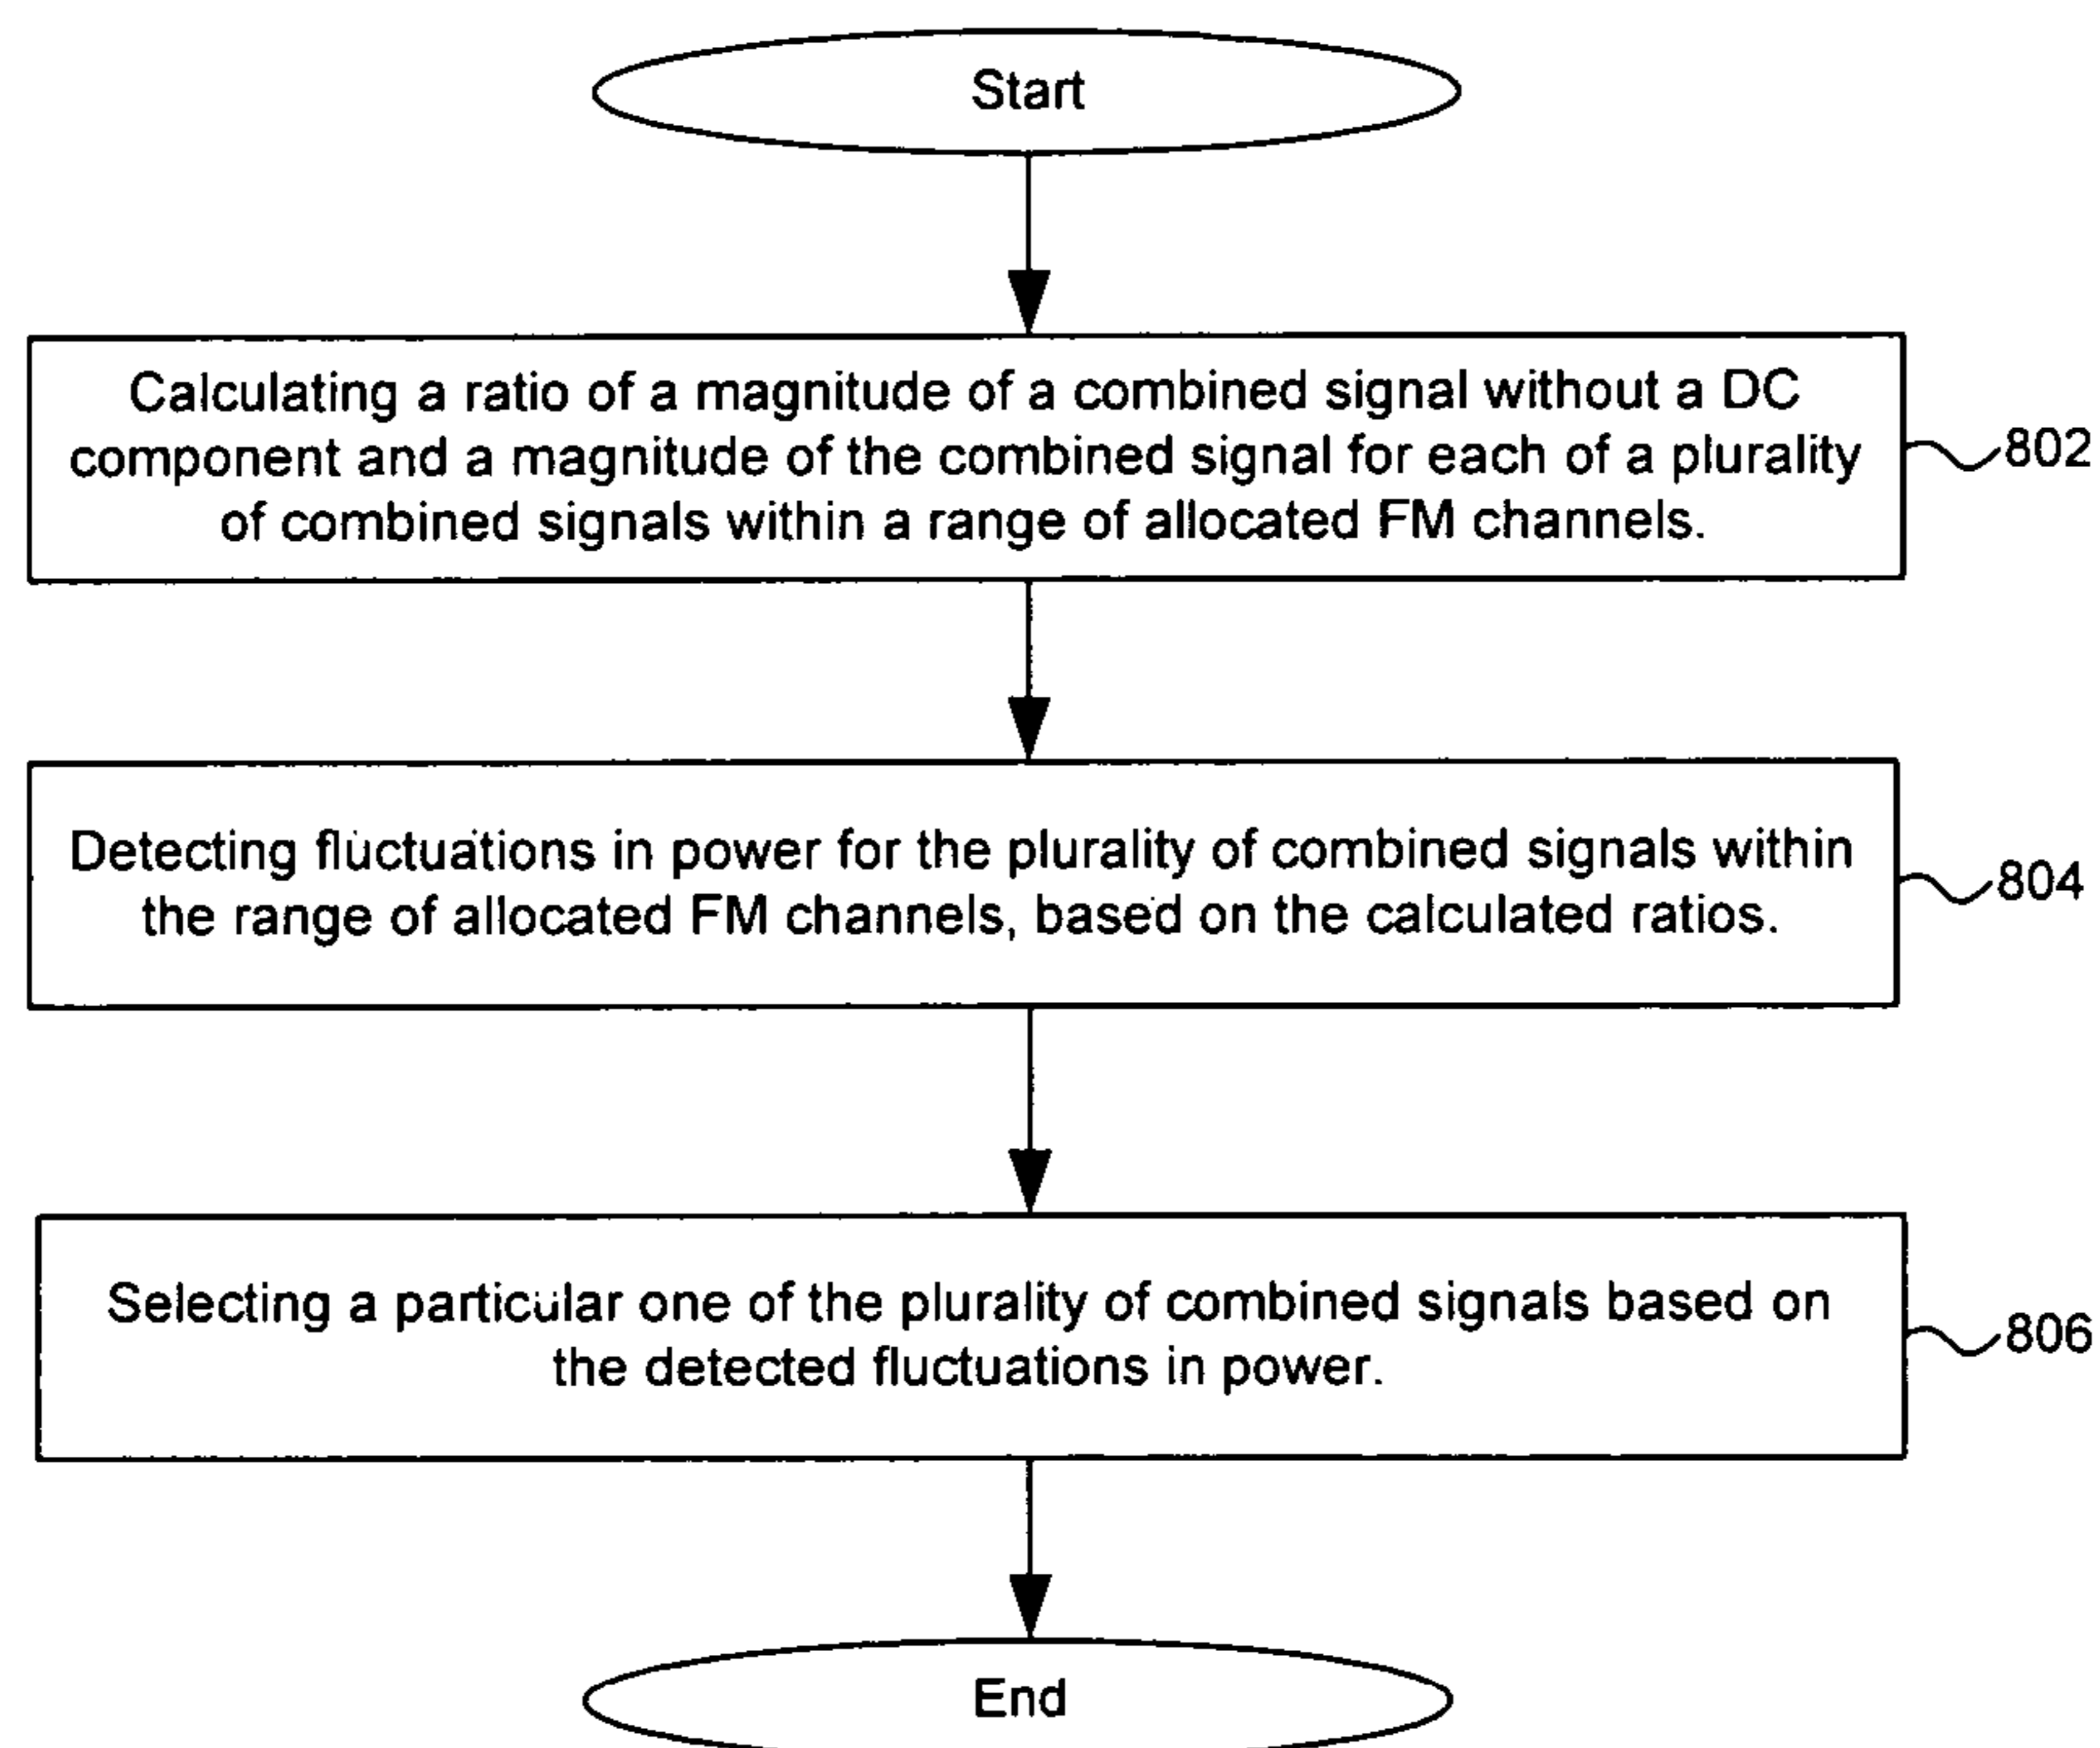 Start
Calculating a ratio of a magnitude of a combined signal without a DC
component and a magnitude of the combined signal for each of a plurality
of combined signals within a range of allocated FM channels.
802
Detecting fluctuations in power for the plurality of combined signals within
the range of allocated FM channels, based on the calculated ratios.
804
Selecting a particular one of the plurality of combined signals based on
the detected fluctuations in power.
806
End